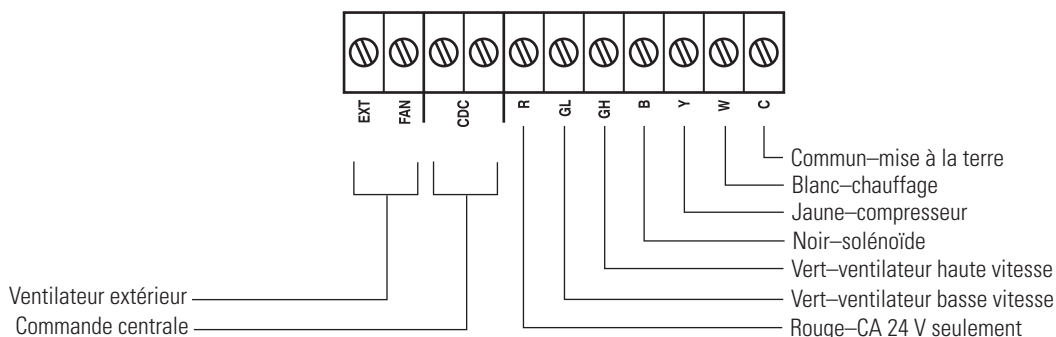 EXT
FAN
CDC
R
GL
GH
B
Y
W
C
Commun–mise à la terre
Blanc–chauffage
Jaune–compresseur
Noir–solénoïde
Vert–ventilateur haute vitesse
Vert–ventilateur basse vitesse
Rouge–CA 24 V seulement
Ventilateur extérieur
Commande centrale